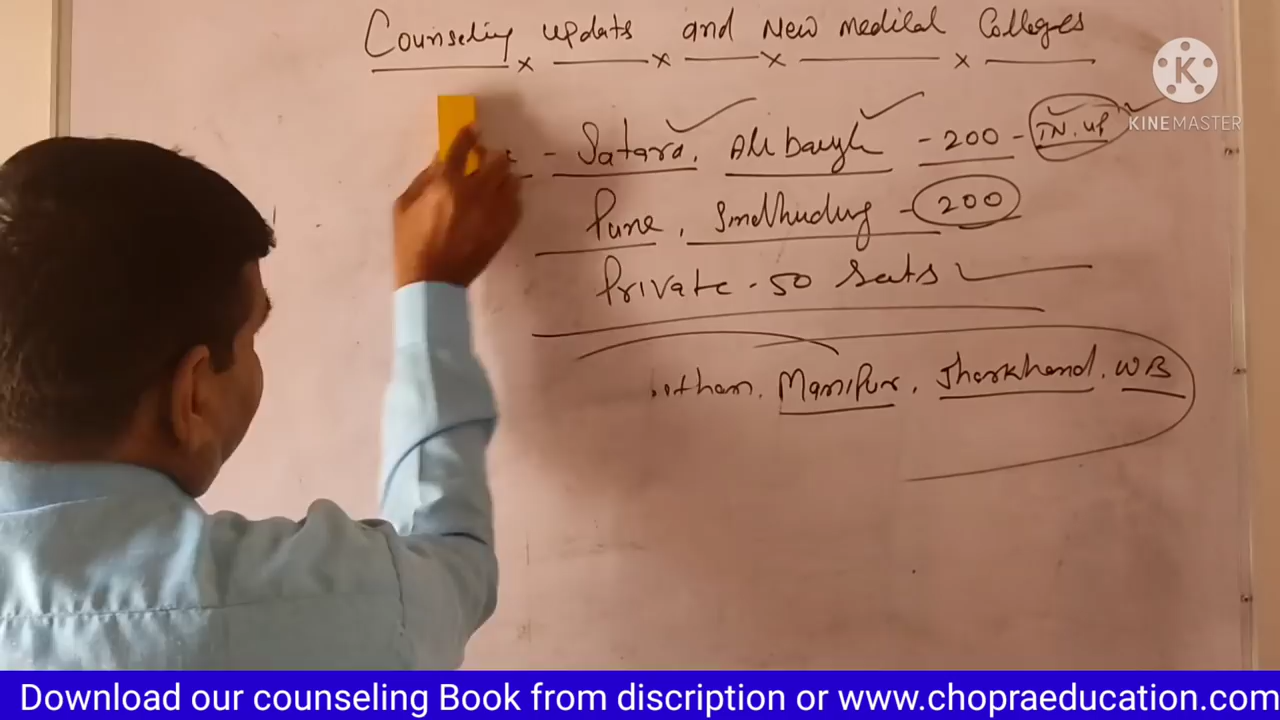 Counseling updats and New medical Colleges
KINEMASTER
- Satara, Alibaugh - 200 - TN. UP
Pune, Sindhudurg - 200
Private - 50 Seats
Manipur, Jharkhand. WB
Download our counseling Book from discription or www.chopraeducation.com